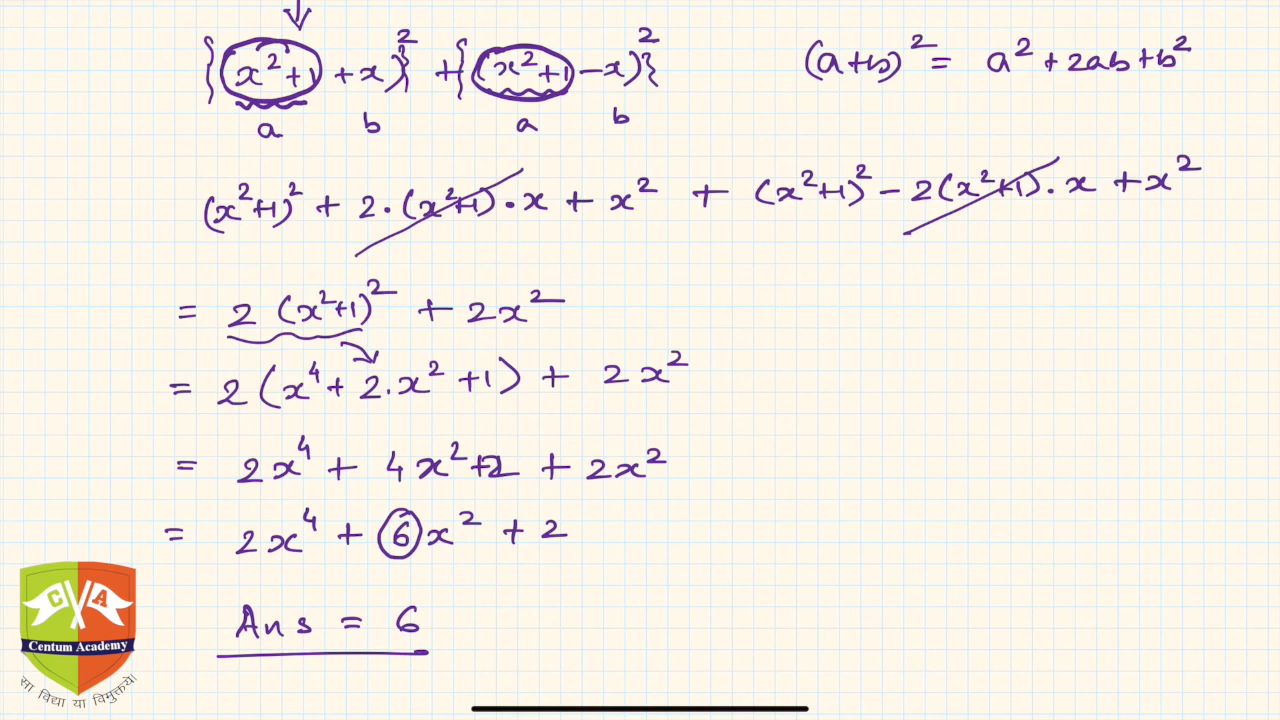 {(x²+1 + x)}² + {(x²+1 - x)}² (a+b)² = a² + 2ab + b²
a b a b
(x²+1)² + 2·(x²+1)·x + x² + (x²+1)² - 2(x²+1)·x + x²
= 2(x²+1)² + 2x²
= 2(x⁴ + 2·x² + 1) + 2x²
= 2x⁴ + 4x² + 2 + 2x²
= 2x⁴ + 6x² + 2
Ans = 6
C A
Centum Academy
सा विद्या या विमुक्तये।